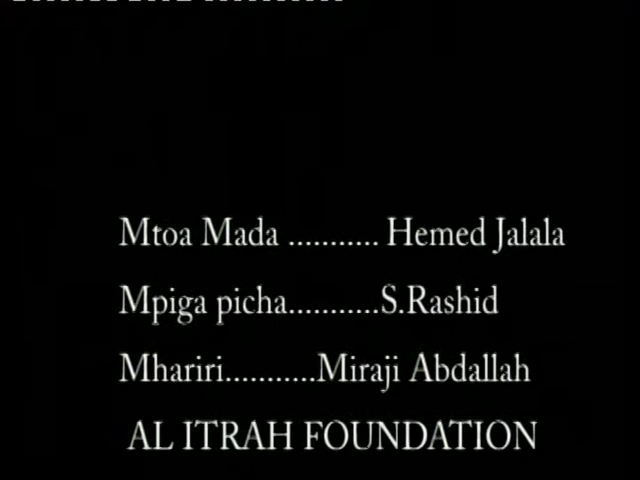 Mtoa Mada ........... Hemed Jalala
Mpiga picha...........S.Rashid
Mhariri...........Miraji Abdallah
AL ITRAH FOUNDATION